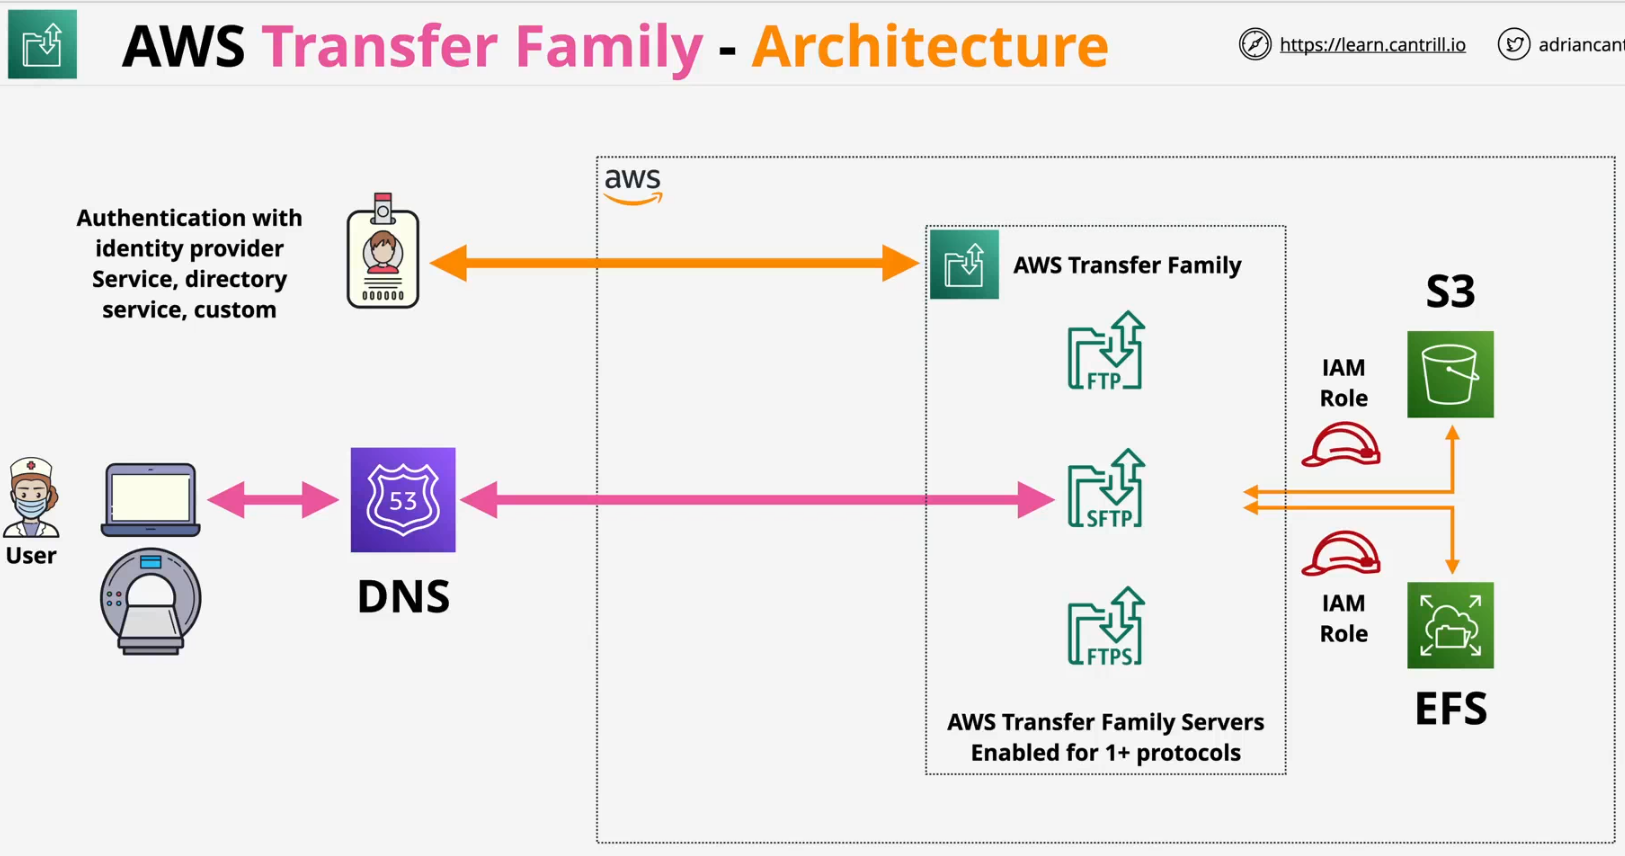 AWS Transfer Family - Architecture
https://learn.cantrill.io
adriancant
aws
Authentication with
identity provider
Service, directory
service, custom
000000
AWS Transfer Family
FTP
S3
IAM
Role
User
53
DNS
SFTP
IAM
Role
FTPS
EFS
AWS Transfer Family Servers
Enabled for 1+ protocols